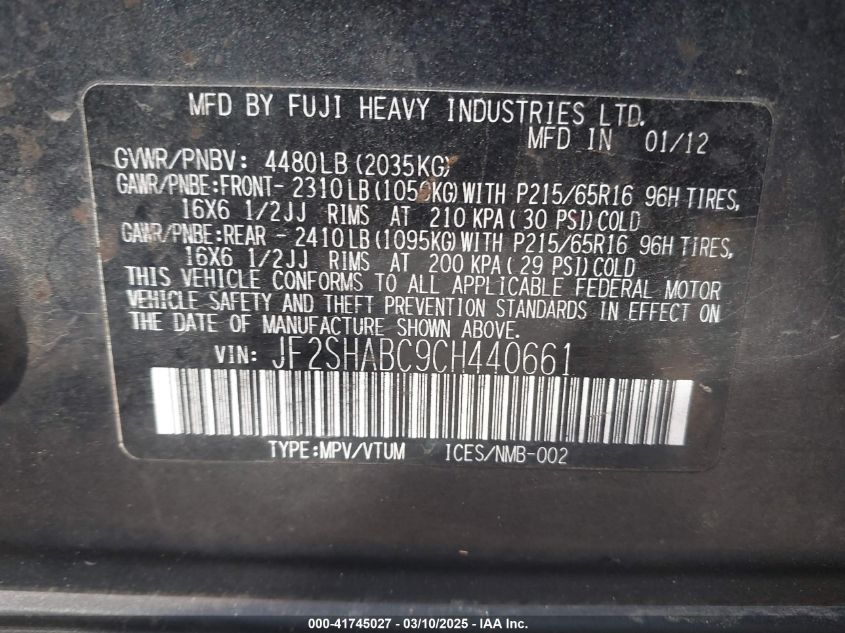 MFD BY FUJI HEAVY INDUSTRIES LTD.
MFD IN 01/12
GVWR/PNBV: 4480LB (2035KG)
GAWR/PNBE:FRONT- 2310LB(1050KG)WITH P215/65R16 96H TIRES,
16X6 1/2JJ RIMS AT 210 KPA(30 PSI)COLD
GAWR/PNBE:REAR - 2410LB(1095KG)WITH P215/65R16 96H TIRES,
16X6 1/2JJ RIMS AT 200 KPA(29 PSI)COLD
THIS VEHICLE CONFORMS TO ALL APPLICABLE FEDERAL MOTOR
VEHICLE SAFETY AND THEFT PREVENTION STANDARDS IN EFFECT ON
THE DATE OF MANUFACTURE SHOWN ABOVE.
VIN: JF2SHABC9CH440661
TYPE:MPV/VTUM ICES/NMB-002
000-41745027 - 03/10/2025 - IAA Inc.